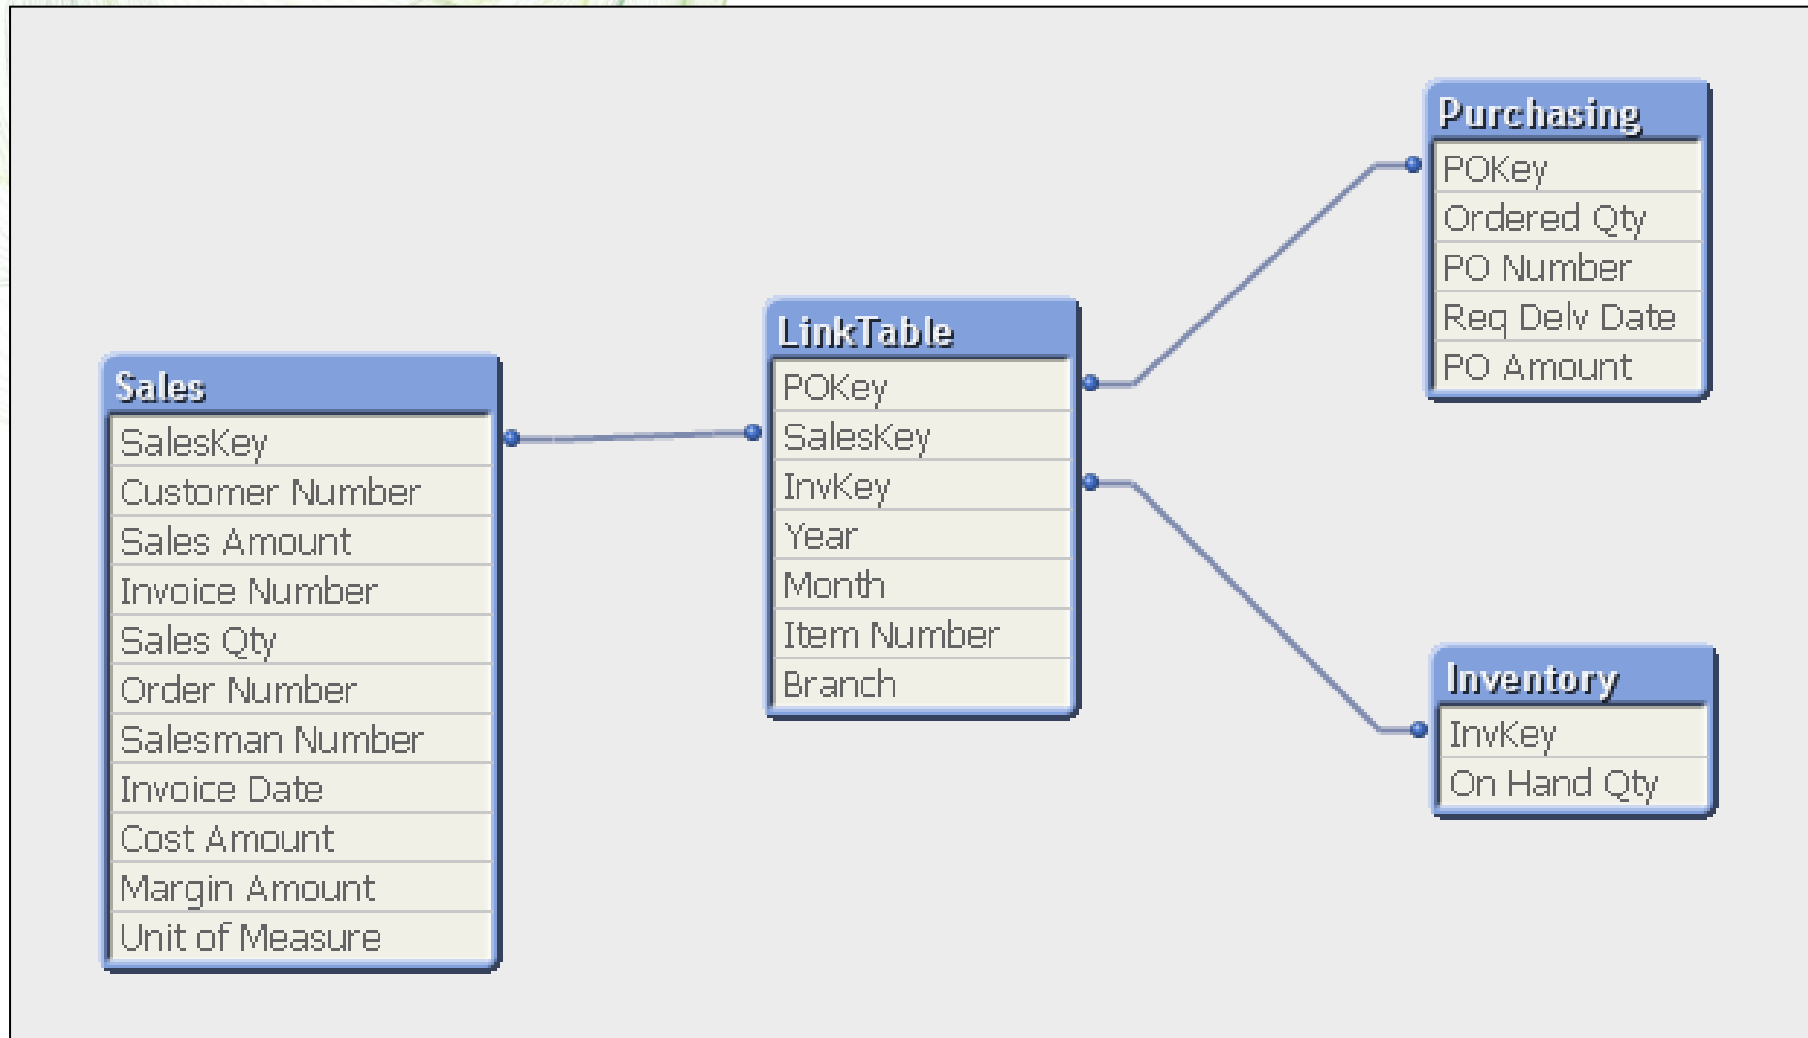 Sales
SalesKey
Customer Number
Sales Amount
Invoice Number
Sales Qty
Order Number
Salesman Number
Invoice Date
Cost Amount
Margin Amount
Unit of Measure
LinkTable
POKey
SalesKey
InvKey
Year
Month
Item Number
Branch
Purchasing
POKey
Ordered Qty
PO Number
Req Delv Date
PO Amount
Inventory
InvKey
On Hand Qty